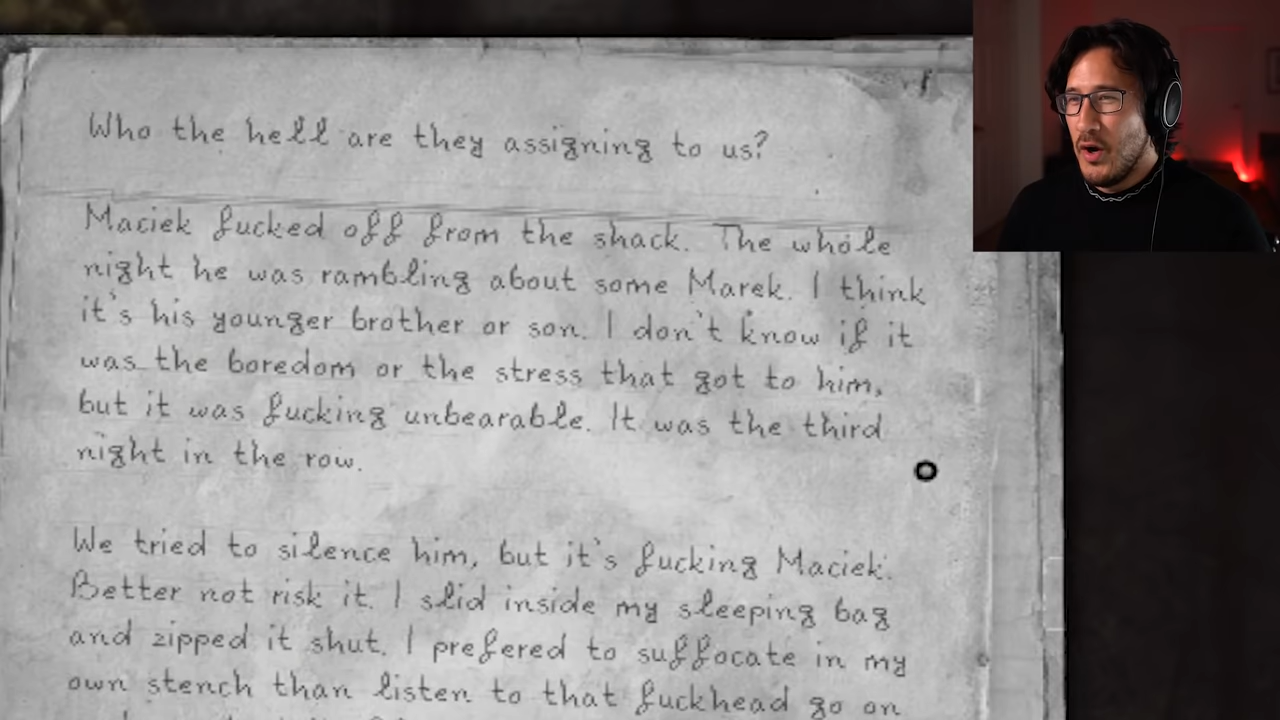 Who the hell are they assigning to us?
Maciek fucked off from the shack. The whole
night he was rambling about some Marek. I think
it's his younger brother or son. I don't know if it
was the boredom or the stress that got to him,
but it was fucking unbearable. It was the third
night in the row.
We tried to silence him, but it's fucking Maciek.
Better not risk it. I slid inside my sleeping bag
and zipped it shut. I prefered to suffocate in my
own stench than listen to that fuckhead go on